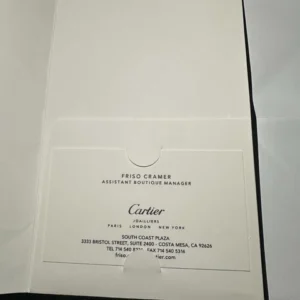 FRISO CRAMER
ASSISTANT BOUTIQUE MANAGER
Cartier
JOAILLIERS
PARIS LONDON NEW YORK
SOUTH COAST PLAZA
3333 BRISTOL STREET, SUITE 2400 - COSTA MESA, CA 92626
TEL 714 540 FAX 714 540 5316